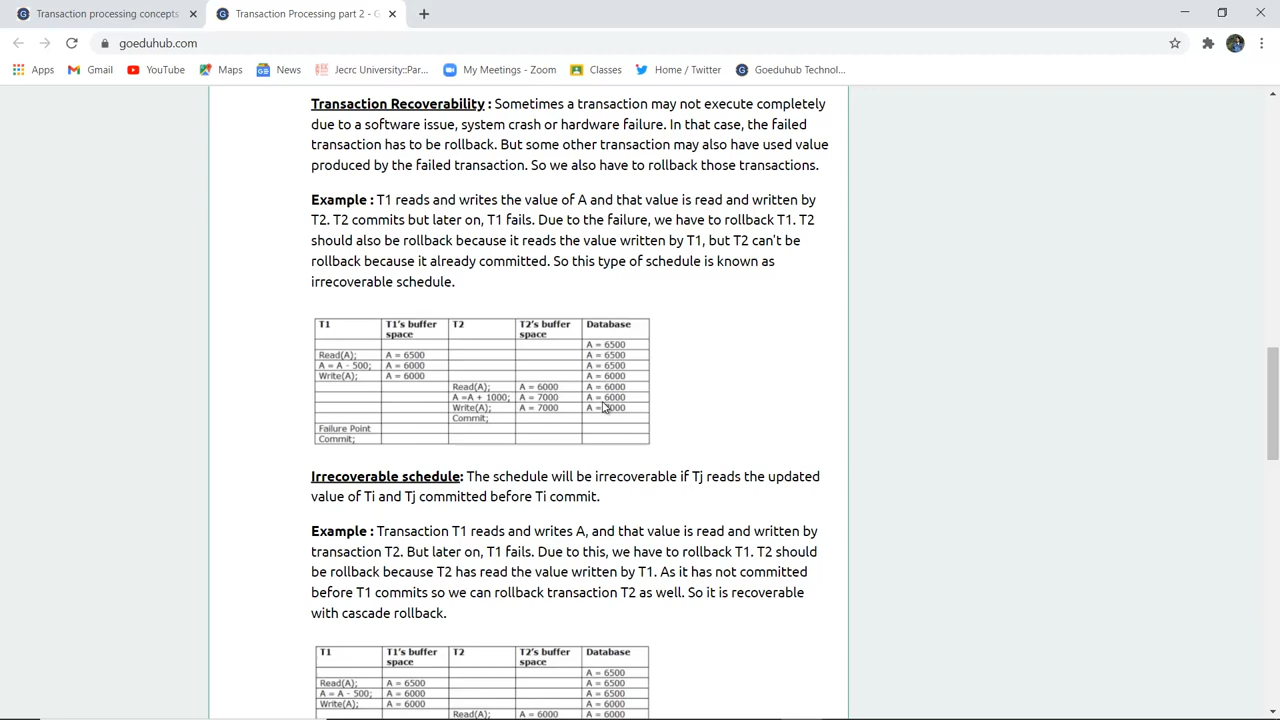 Transaction processing concepts
Transaction Processing part 2 - G
goeduhub.com
Apps Gmail YouTube Maps News Jecrc University::Par... My Meetings - Zoom Classes Home / Twitter Goeduhub Technol...
Transaction Recoverability : Sometimes a transaction may not execute completely
due to a software issue, system crash or hardware failure. In that case, the failed
transaction has to be rollback. But some other transaction may also have used value
produced by the failed transaction. So we also have to rollback those transactions.
Example : T1 reads and writes the value of A and that value is read and written by
T2. T2 commits but later on, T1 fails. Due to the failure, we have to rollback T1. T2
should also be rollback because it reads the value written by T1, but T2 can't be
rollback because it already committed. So this type of schedule is known as
irrecoverable schedule.
T1 T1's buffer space T2 T2's buffer space Database
A = 6500
Read(A); A = 6500 A = 6500
A = A - 500; A = 6000 A = 6500
Write(A); A = 6000 A = 6000
Read(A); A = 6000 A = 6000
A =A + 1000; A = 7000 A = 6000
Write(A); A = 7000 A =
Commit;
Failure Point
Commit;
Irrecoverable schedule: The schedule will be irrecoverable if Tj reads the updated
value of Ti and Tj committed before Ti commit.
Example : Transaction T1 reads and writes A, and that value is read and written by
transaction T2. But later on, T1 fails. Due to this, we have to rollback T1. T2 should
be rollback because T2 has read the value written by T1. As it has not committed
before T1 commits so we can rollback transaction T2 as well. So it is recoverable
with cascade rollback.
T1 T1's buffer space T2 T2's buffer space Database
A = 6500
Read(A); A = 6500 A = 6500
A = A - 500; A = 6000 A = 6500
Write(A); A = 6000 A = 6000
Read(A); A = 6000 A = 6000